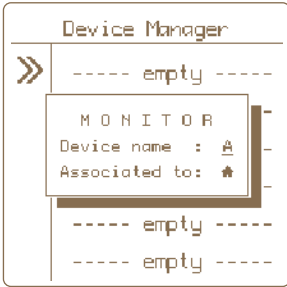 Device Manager
----- empty -----
MONITOR
Device name : A
Associated to:
----- empty -----
----- empty -----